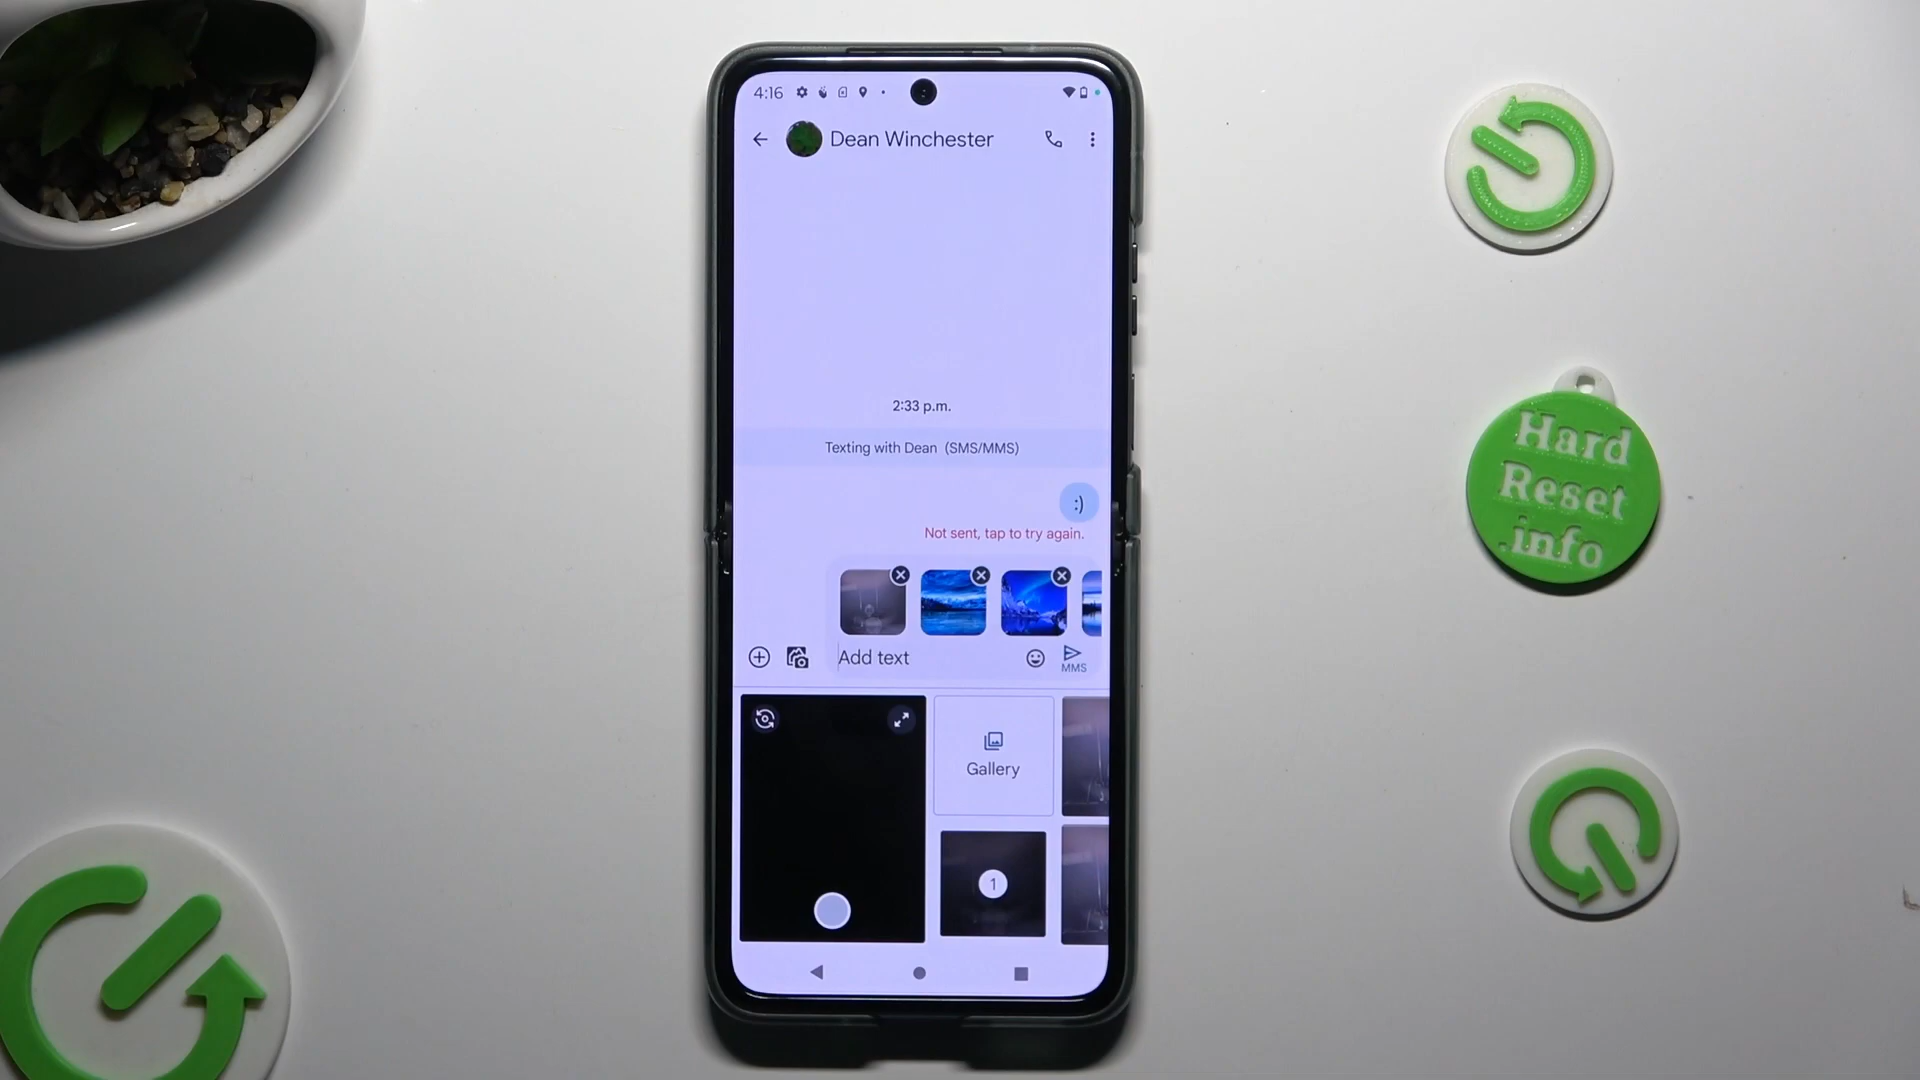 4:16
Dean Winchester
2:33 p.m.
Texting with Dean (SMS/MMS)
:)
Not sent, tap to try again.
Add text
MMS
Gallery
1
Hard
Reset
.info